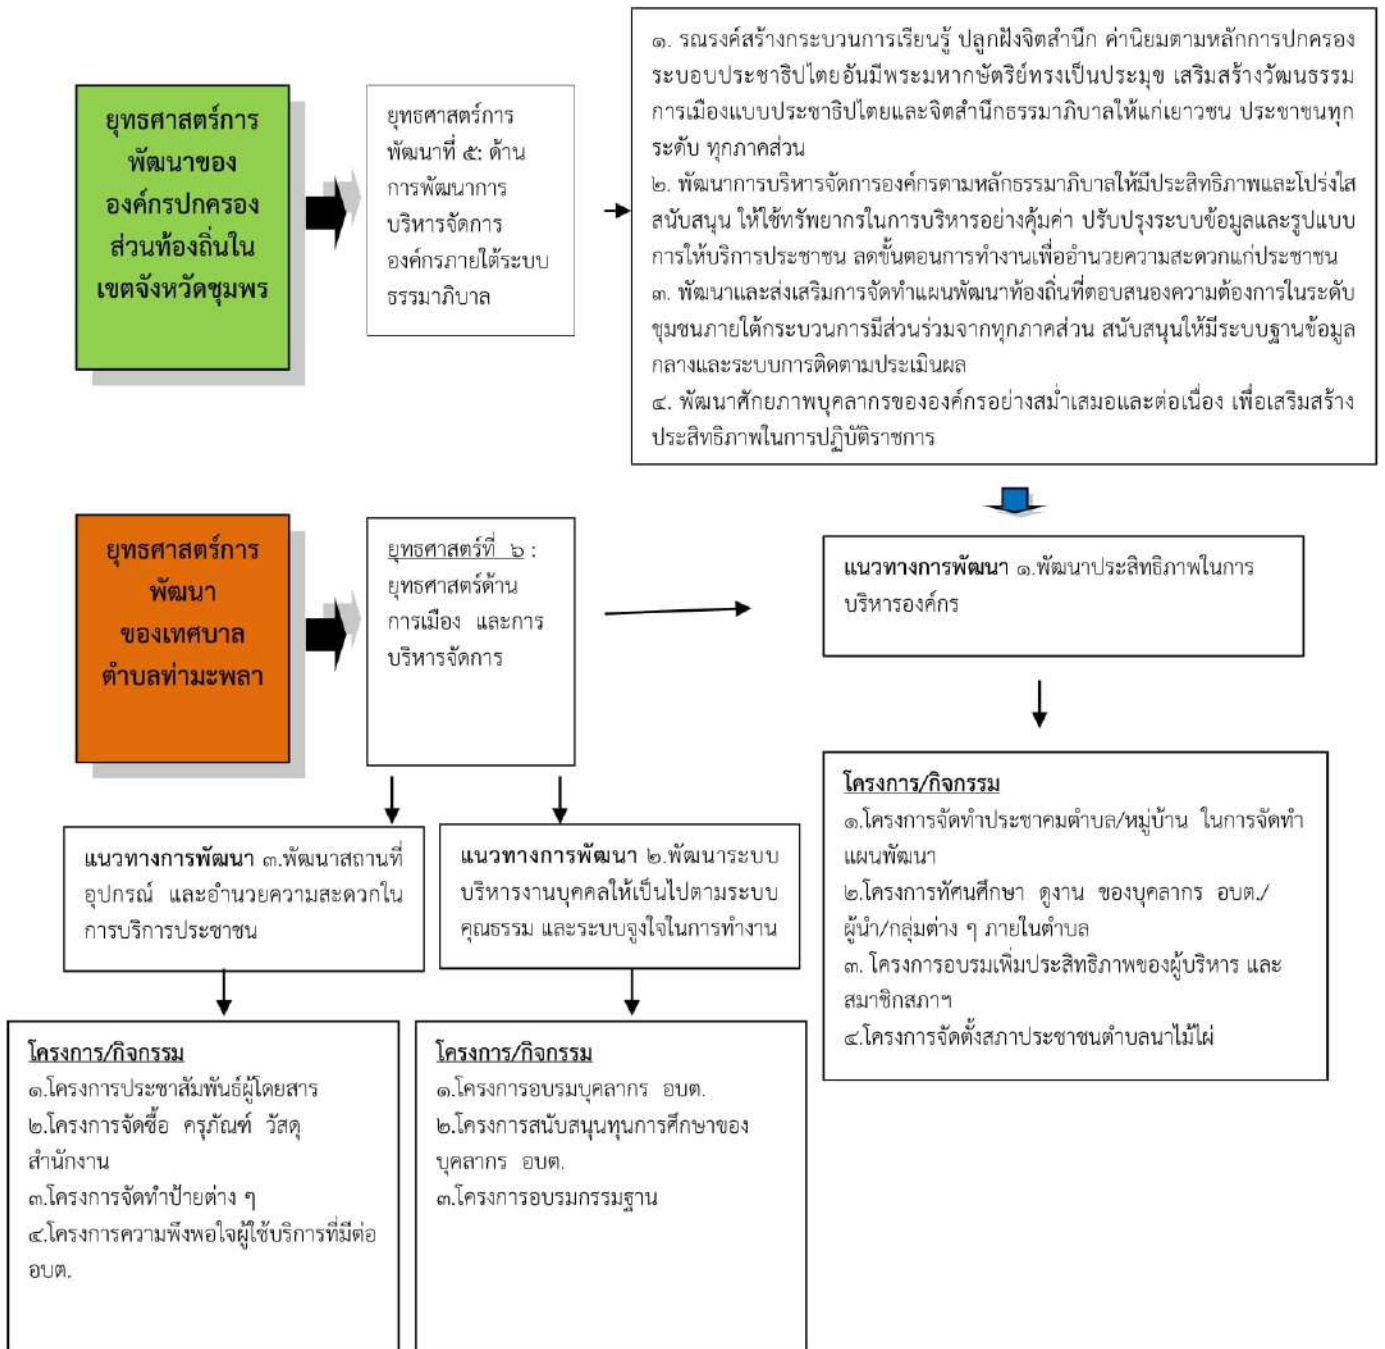 ยุทธศาสตร์การ
พัฒนาของ
องค์กรปกครอง
ส่วนท้องถิ่นใน
เขตจังหวัดชุมพร
ยุทธศาสตร์การ
พัฒนาที่ ๕: ด้าน
การพัฒนาการ
บริหารจัดการ
องค์กรภายใต้ระบบ
ธรรมาภิบาล
๑. รณรงค์สร้างกระบวนการเรียนรู้ ปลูกฝังจิตสำนึก ค่านิยมตามหลักการปกครอง
ระบอบประชาธิปไตยอันมีพระมหากษัตริย์ทรงเป็นประมุข เสริมสร้างวัฒนธรรม
การเมืองแบบประชาธิปไตยและจิตสำนึกธรรมาภิบาลให้แก่เยาวชน ประชาชนทุก
ระดับ ทุกภาคส่วน
๒. พัฒนาการบริหารจัดการองค์กรตามหลักธรรมาภิบาลให้มีประสิทธิภาพและโปร่งใส
สนับสนุน ให้ใช้ทรัพยากรในการบริหารอย่างคุ้มค่า ปรับปรุงระบบข้อมูลและรูปแบบ
การให้บริการประชาชน ลดขั้นตอนการทำงานเพื่ออำนวยความสะดวกแก่ประชาชน
๓. พัฒนาและส่งเสริมการจัดทำแผนพัฒนาท้องถิ่นที่ตอบสนองความต้องการในระดับ
ชุมชนภายใต้กระบวนการมีส่วนร่วมจากทุกภาคส่วน สนับสนุนให้มีระบบฐานข้อมูล
กลางและระบบการติดตามประเมินผล
๔. พัฒนาศักยภาพบุคลากรขององค์กรอย่างสม่ำเสมอและต่อเนื่อง เพื่อเสริมสร้าง
ประสิทธิภาพในการปฏิบัติราชการ
ยุทธศาสตร์การ
พัฒนา
ของเทศบาล
ตำบลท่ามะพลา
ยุทธศาสตร์ที่ ๖ :
ยุทธศาสตร์ด้าน
การเมือง และการ
บริหารจัดการ
แนวทางการพัฒนา ๑.พัฒนาประสิทธิภาพในการ
บริหารองค์กร
โครงการ/กิจกรรม
๑.โครงการจัดทำประชาคมตำบล/หมู่บ้าน ในการจัดทำ
แผนพัฒนา
๒.โครงการทัศนศึกษา ดูงาน ของบุคลากร อบต./
ผู้นำ/กลุ่มต่าง ๆ ภายในตำบล
๓. โครงการอบรมเพิ่มประสิทธิภาพของผู้บริหาร และ
สมาชิกสภาฯ
๔.โครงการจัดตั้งสภาประชาชนตำบลนาไม้ไผ่
แนวทางการพัฒนา ๓.พัฒนาสถานที่
อุปกรณ์ และอำนวยความสะดวกใน
การบริการประชาชน
แนวทางการพัฒนา ๒.พัฒนาระบบ
บริหารงานบุคคลให้เป็นไปตามระบบ
คุณธรรม และระบบจูงใจในการทำงาน
โครงการ/กิจกรรม
๑.โครงการประชาสัมพันธ์ผู้โดยสาร
๒.โครงการจัดซื้อ ครุภัณฑ์ วัสดุ
สำนักงาน
๓.โครงการจัดทำป้ายต่าง ๆ
๔.โครงการความพึงพอใจผู้ใช้บริการที่มีต่อ
อบต.
โครงการ/กิจกรรม
๑.โครงการอบรมบุคลากร อบต.
๒.โครงการสนับสนุนทุนการศึกษาของ
บุคลากร อบต.
๓.โครงการอบรมกรรมฐาน